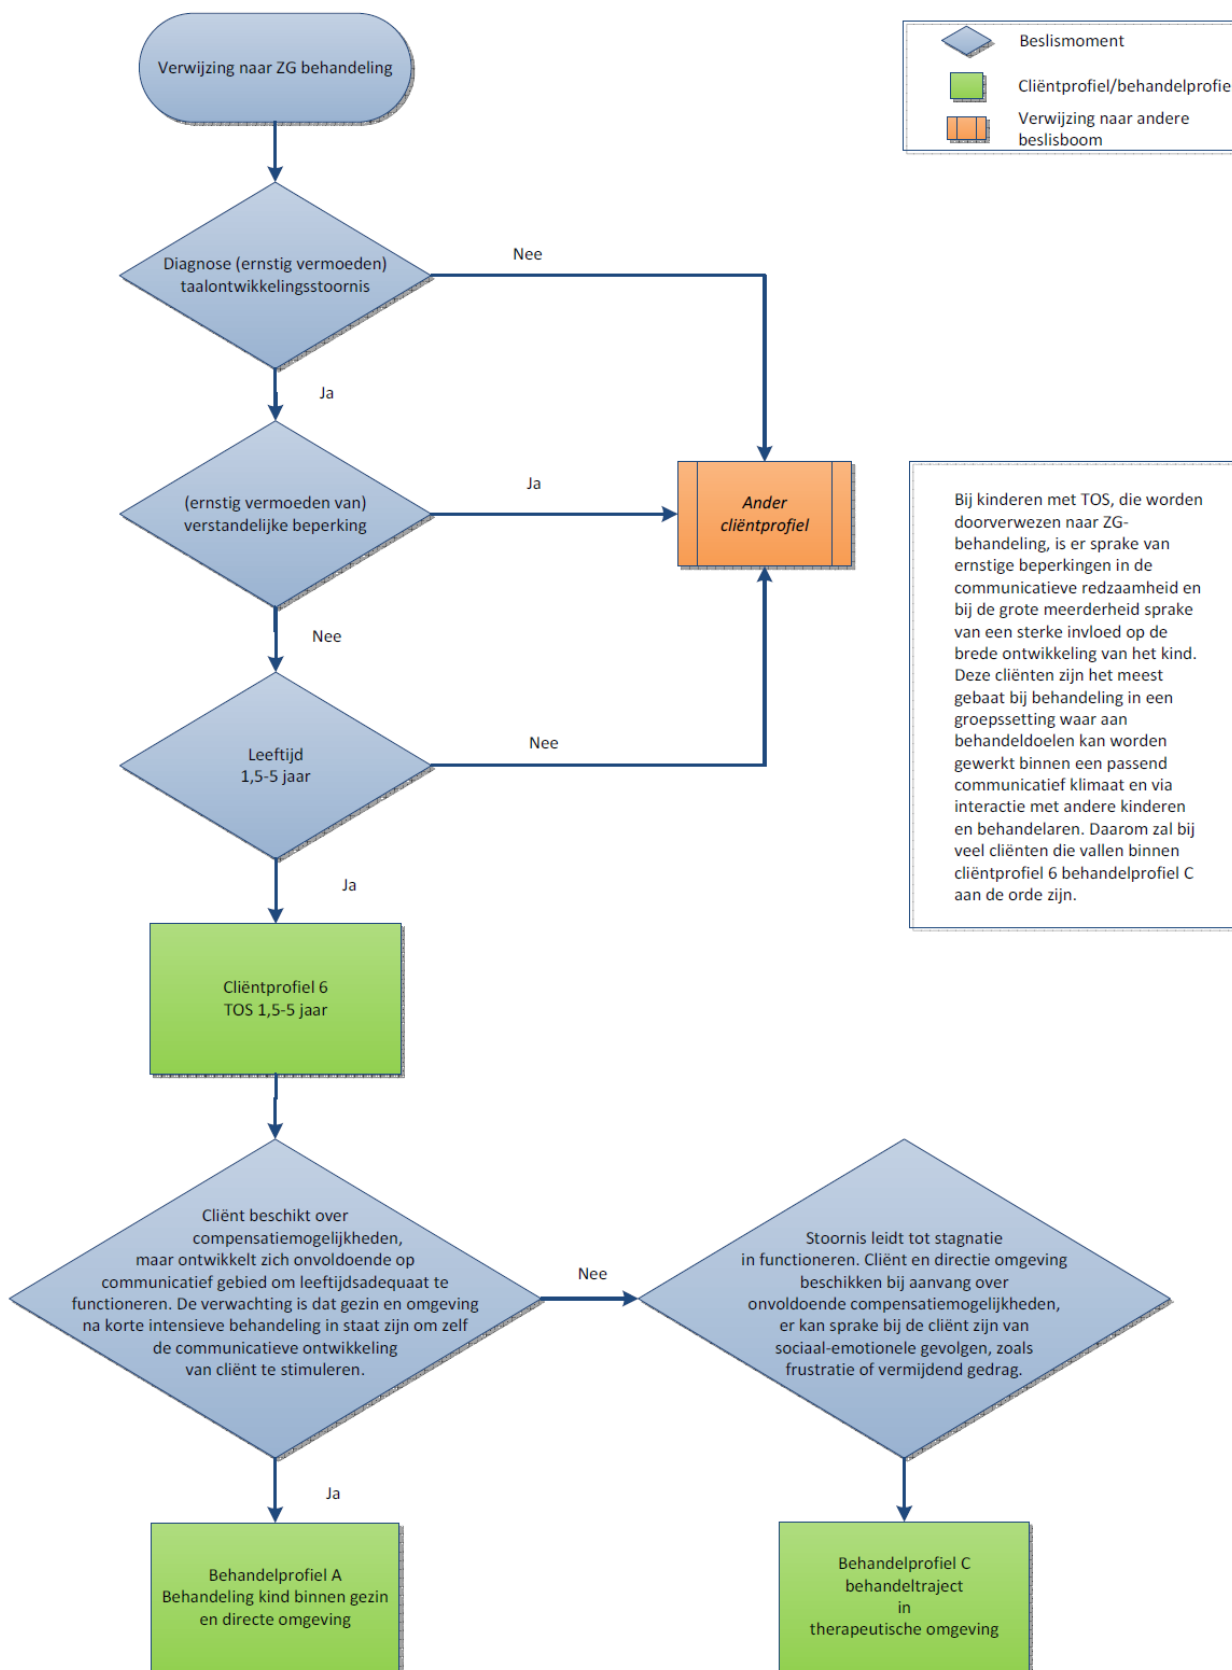 Verwijzing naar ZG behandeling
Beslismoment
Cliëntprofiel/behandelprofiel
Verwijzing naar andere
beslisboom
Diagnose (ernstig vermoeden)
taalontwikkelingsstoornis
Nee
Ja
(ernstig vermoeden van)
verstandelijke beperking
Ja
Ander
cliëntprofiel
Nee
Leeftijd
1,5-5 jaar
Nee
Ja
Bij kinderen met TOS, die worden
doorverwezen naar ZG-
behandeling, is er sprake van
ernstige beperkingen in de
communicatieve redzaamheid en
bij de grote meerderheid sprake
van een sterke invloed op de
brede ontwikkeling van het kind.
Deze cliënten zijn het meest
gebaat bij behandeling in een
groepssetting waar aan
behandeldoelen kan worden
gewerkt binnen een passend
communicatief klimaat en via
interactie met andere kinderen
en behandelaren. Daarom zal bij
veel cliënten die vallen binnen
cliëntprofiel 6 behandelprofiel C
aan de orde zijn.
Cliëntprofiel 6
TOS 1,5-5 jaar
Cliënt beschikt over
compensatiemogelijkheden,
maar ontwikkelt zich onvoldoende op
communicatief gebied om leeftijdsadequaat te
functioneren. De verwachting is dat gezin en omgeving
na korte intensieve behandeling in staat zijn om zelf
de communicatieve ontwikkeling
van cliënt te stimuleren.
Nee
Stoornis leidt tot stagnatie
in functioneren. Cliënt en directie omgeving
beschikken bij aanvang over
onvoldoende compensatiemogelijkheden,
er kan sprake bij de cliënt zijn van
sociaal-emotionele gevolgen, zoals
frustratie of vermijdend gedrag.
Ja
Behandelprofiel A
Behandeling kind binnen gezin
en directe omgeving
Behandelprofiel C
behandeltraject
in
therapeutische omgeving